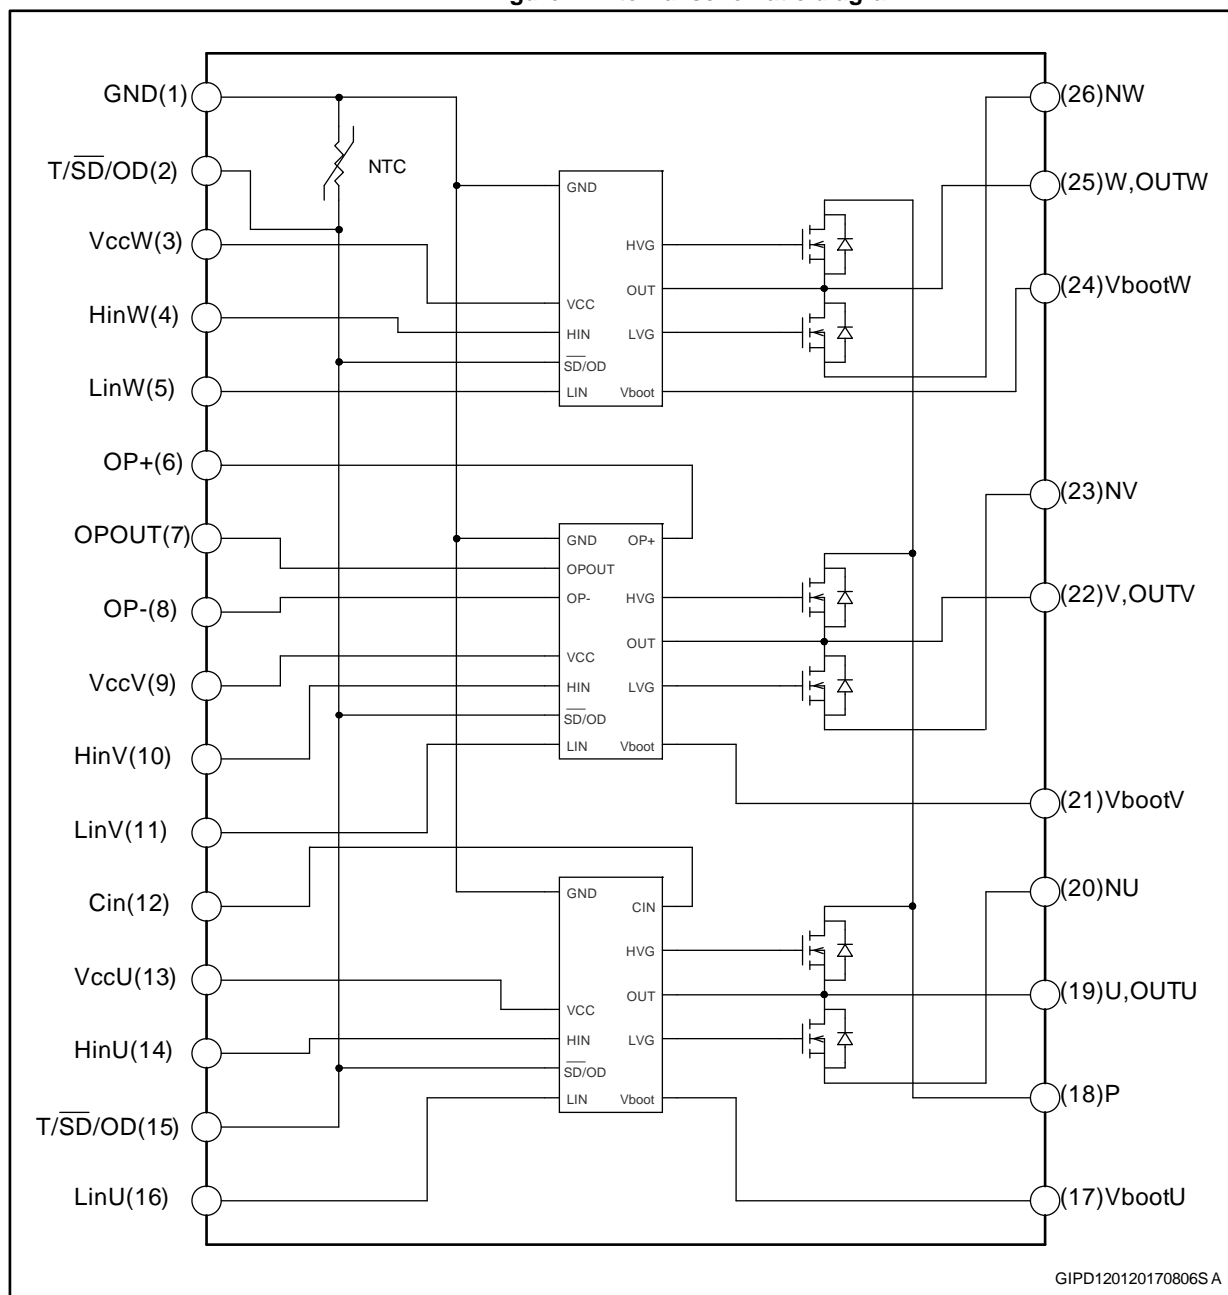 GND(1)
T/SD/OD(2)
VccW(3)
HinW(4)
LinW(5)
OP+(6)
OPOUT(7)
OP-(8)
VccV(9)
HinV(10)
LinV(11)
Cin(12)
VccU(13)
HinU(14)
T/SD/OD(15)
LinU(16)
NTC
GND
HVG
OUT
VCC
HIN
LVG
SD/OD
LIN
Vboot
GND
OP+
OPOUT
OP-
HVG
OUT
VCC
HIN
LVG
SD/OD
LIN
Vboot
GND
CIN
HVG
OUT
VCC
HIN
LVG
SD/OD
LIN
Vboot
(26)NW
(25)W,OUTW
(24)VbootW
(23)NV
(22)V,OUTV
(21)VbootV
(20)NU
(19)U,OUTU
(18)P
(17)VbootU
GIPD120120170806SA